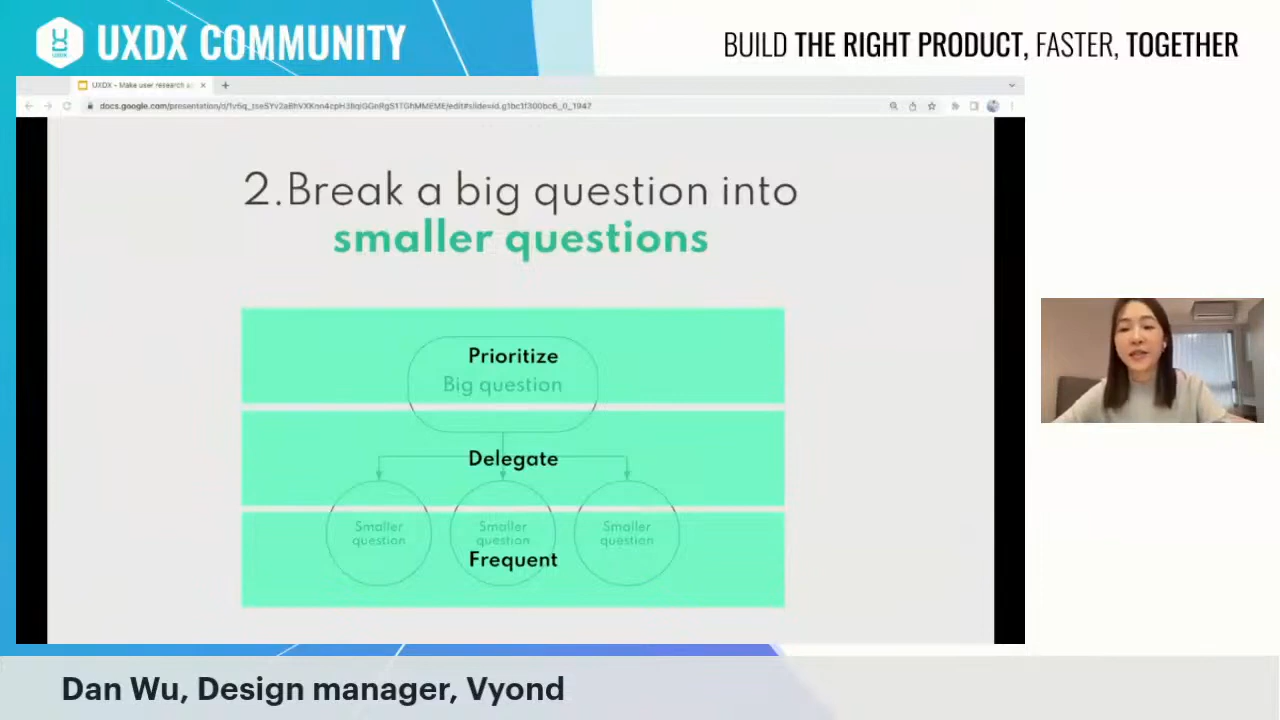 UXDX COMMUNITY
BUILD THE RIGHT PRODUCT, FASTER, TOGETHER
2.Break a big question into
smaller questions
Prioritize
Big question
Delegate
Smaller
question
Smaller
question
Smaller
question
Frequent
Dan Wu, Design manager, Vyond